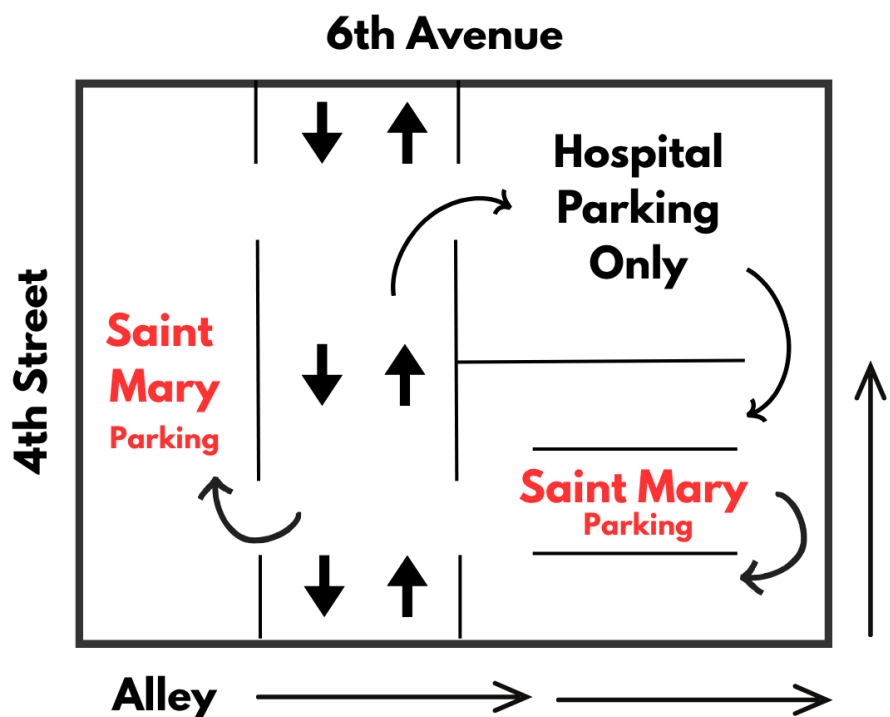 6th Avenue
Hospital
Parking
Only
4th Street
Saint
Mary
Parking
Saint Mary
Parking
Alley